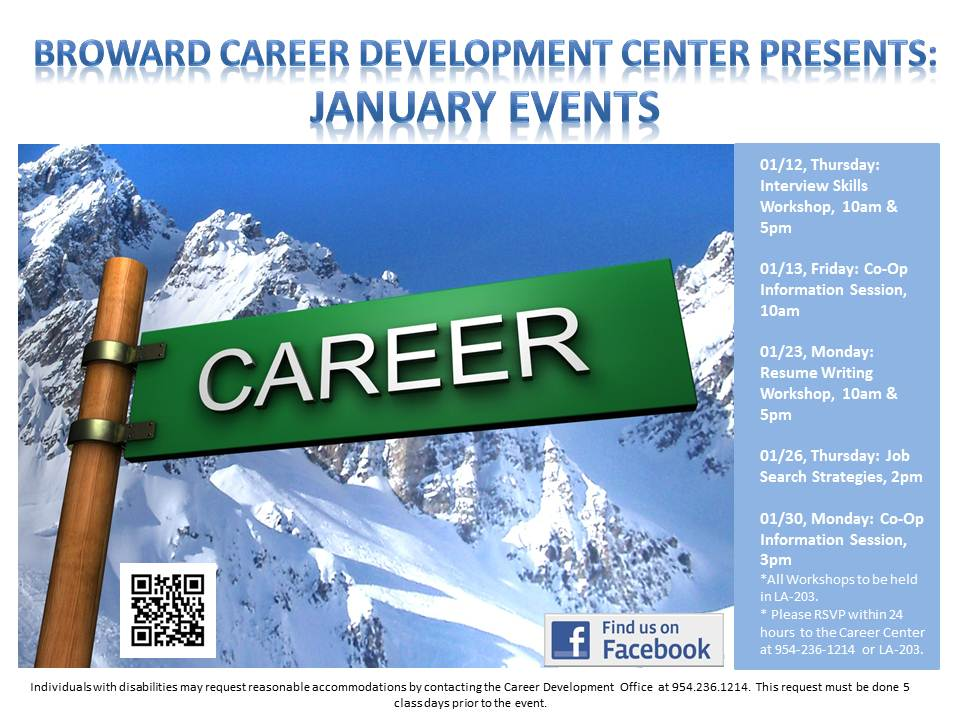 BROWARD CAREER DEVELOPMENT CENTER PRESENTS:
JANUARY EVENTS
CAREER
01/12, Thursday:
Interview Skills
Workshop, 10am &
5pm
01/13, Friday: Co-Op
Information Session,
10am
01/23, Monday:
Resume Writing
Workshop, 10am &
5pm
01/26, Thursday: Job
Search Strategies, 2pm
01/30, Monday: Co-Op
Information Session,
3pm
*All Workshops to be held
in LA-203.
* Please RSVP within 24
hours to the Career Center
at 954-236-1214 or LA-203.
f Find us on
Facebook
Individuals with disabilities may request reasonable accommodations by contacting the Career Development Office at 954.236.1214. This request must be done 5
class days prior to the event.